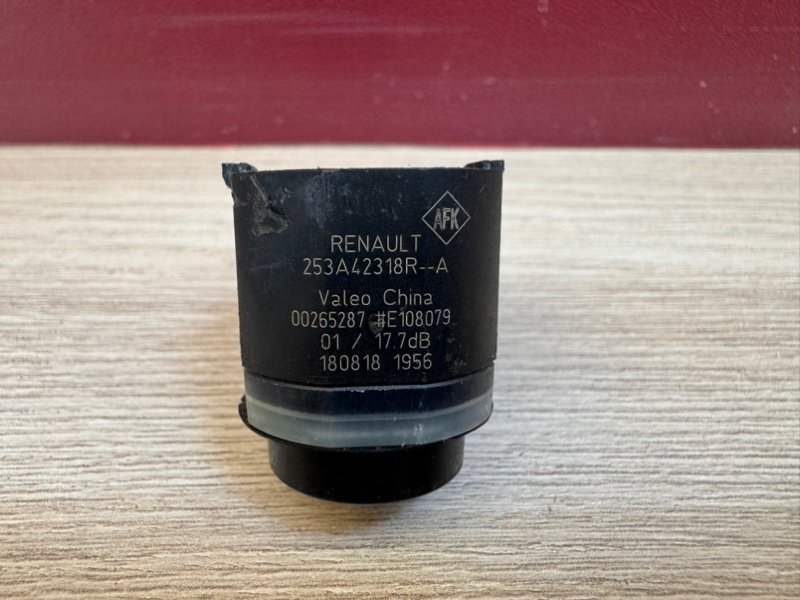 AFK
RENAULT
253A42318R--A
Valeo China
00265287 #E108079
01 / 17.7dB
180818 1956